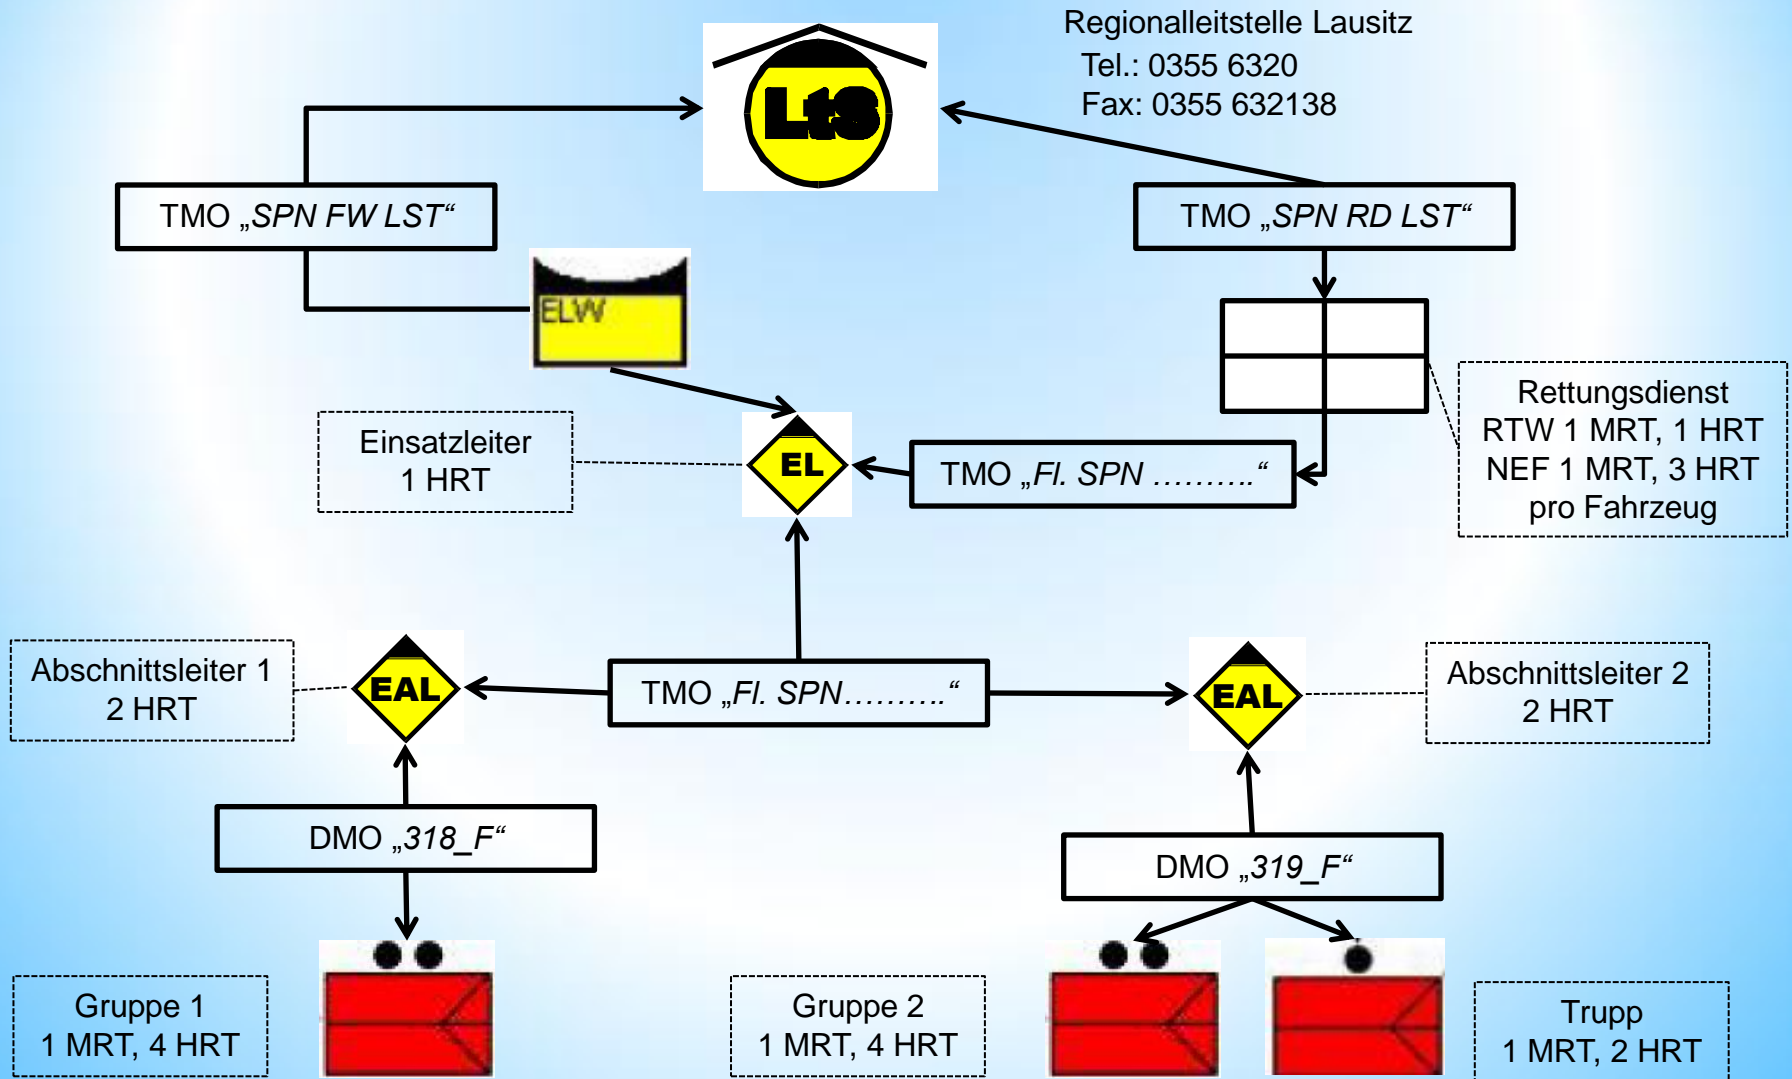 Regionalleitstelle Lausitz
Tel.: 0355 6320
Fax: 0355 632138
LtS
TMO „SPN FW LST“
TMO „SPN RD LST“
ELW
Einsatzleiter
1 HRT
EL
TMO „Fl. SPN ……….“
Rettungsdienst
RTW 1 MRT, 1 HRT
NEF 1 MRT, 3 HRT
pro Fahrzeug
Abschnittsleiter 1
2 HRT
EAL
TMO „Fl. SPN……….“
EAL
Abschnittsleiter 2
2 HRT
DMO „318_F“
DMO „319_F“
Gruppe 1
1 MRT, 4 HRT
Gruppe 2
1 MRT, 4 HRT
Trupp
1 MRT, 2 HRT